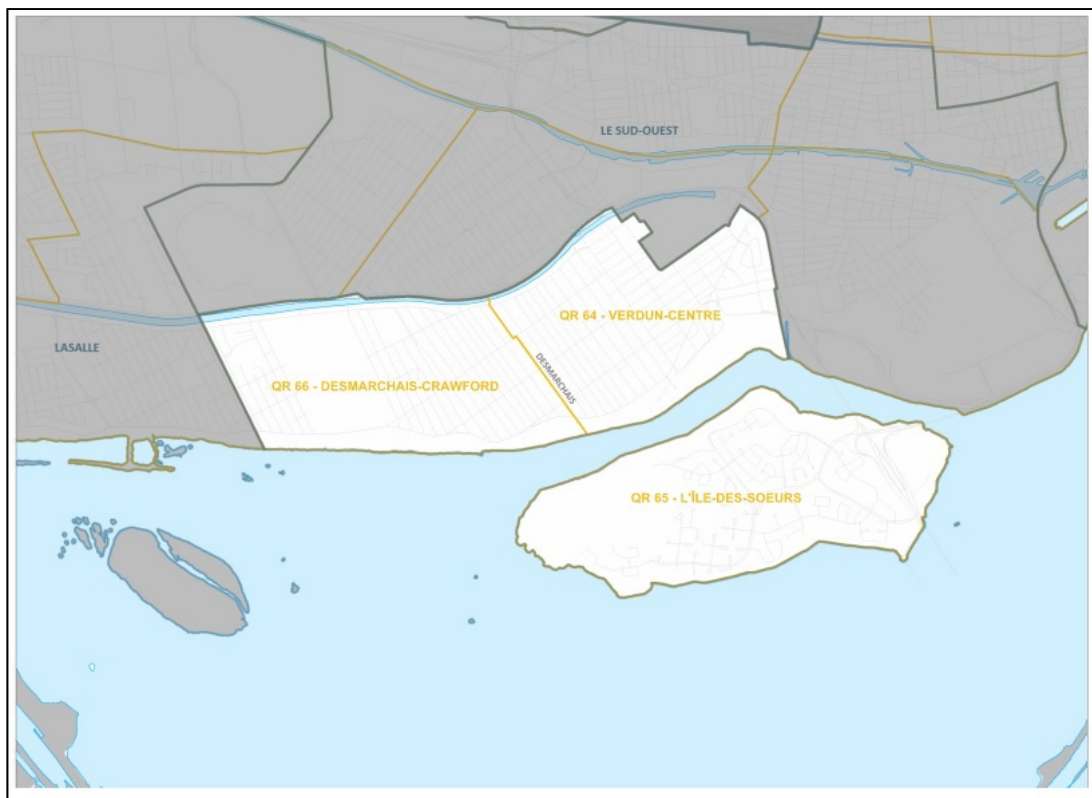 LE SUD-OUEST
QR 64 - VERDUN-CENTRE
LASALLE
DESMARCHAIS
QR 66 - DESMARCHAIS-CRAWFORD
QR 65 - L'ÎLE-DES-SOEURS